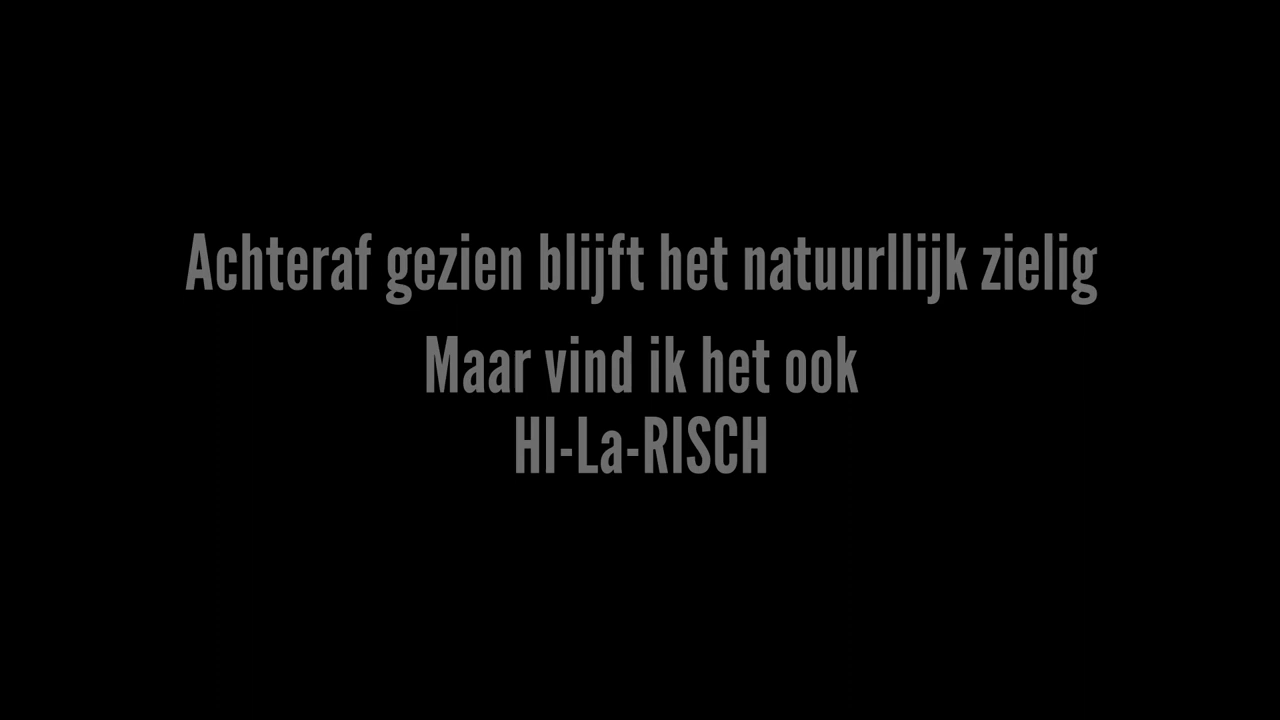 Achteraf gezien blijft het natuurllijk zielig
Maar vind ik het ook
HI-La-RISCH